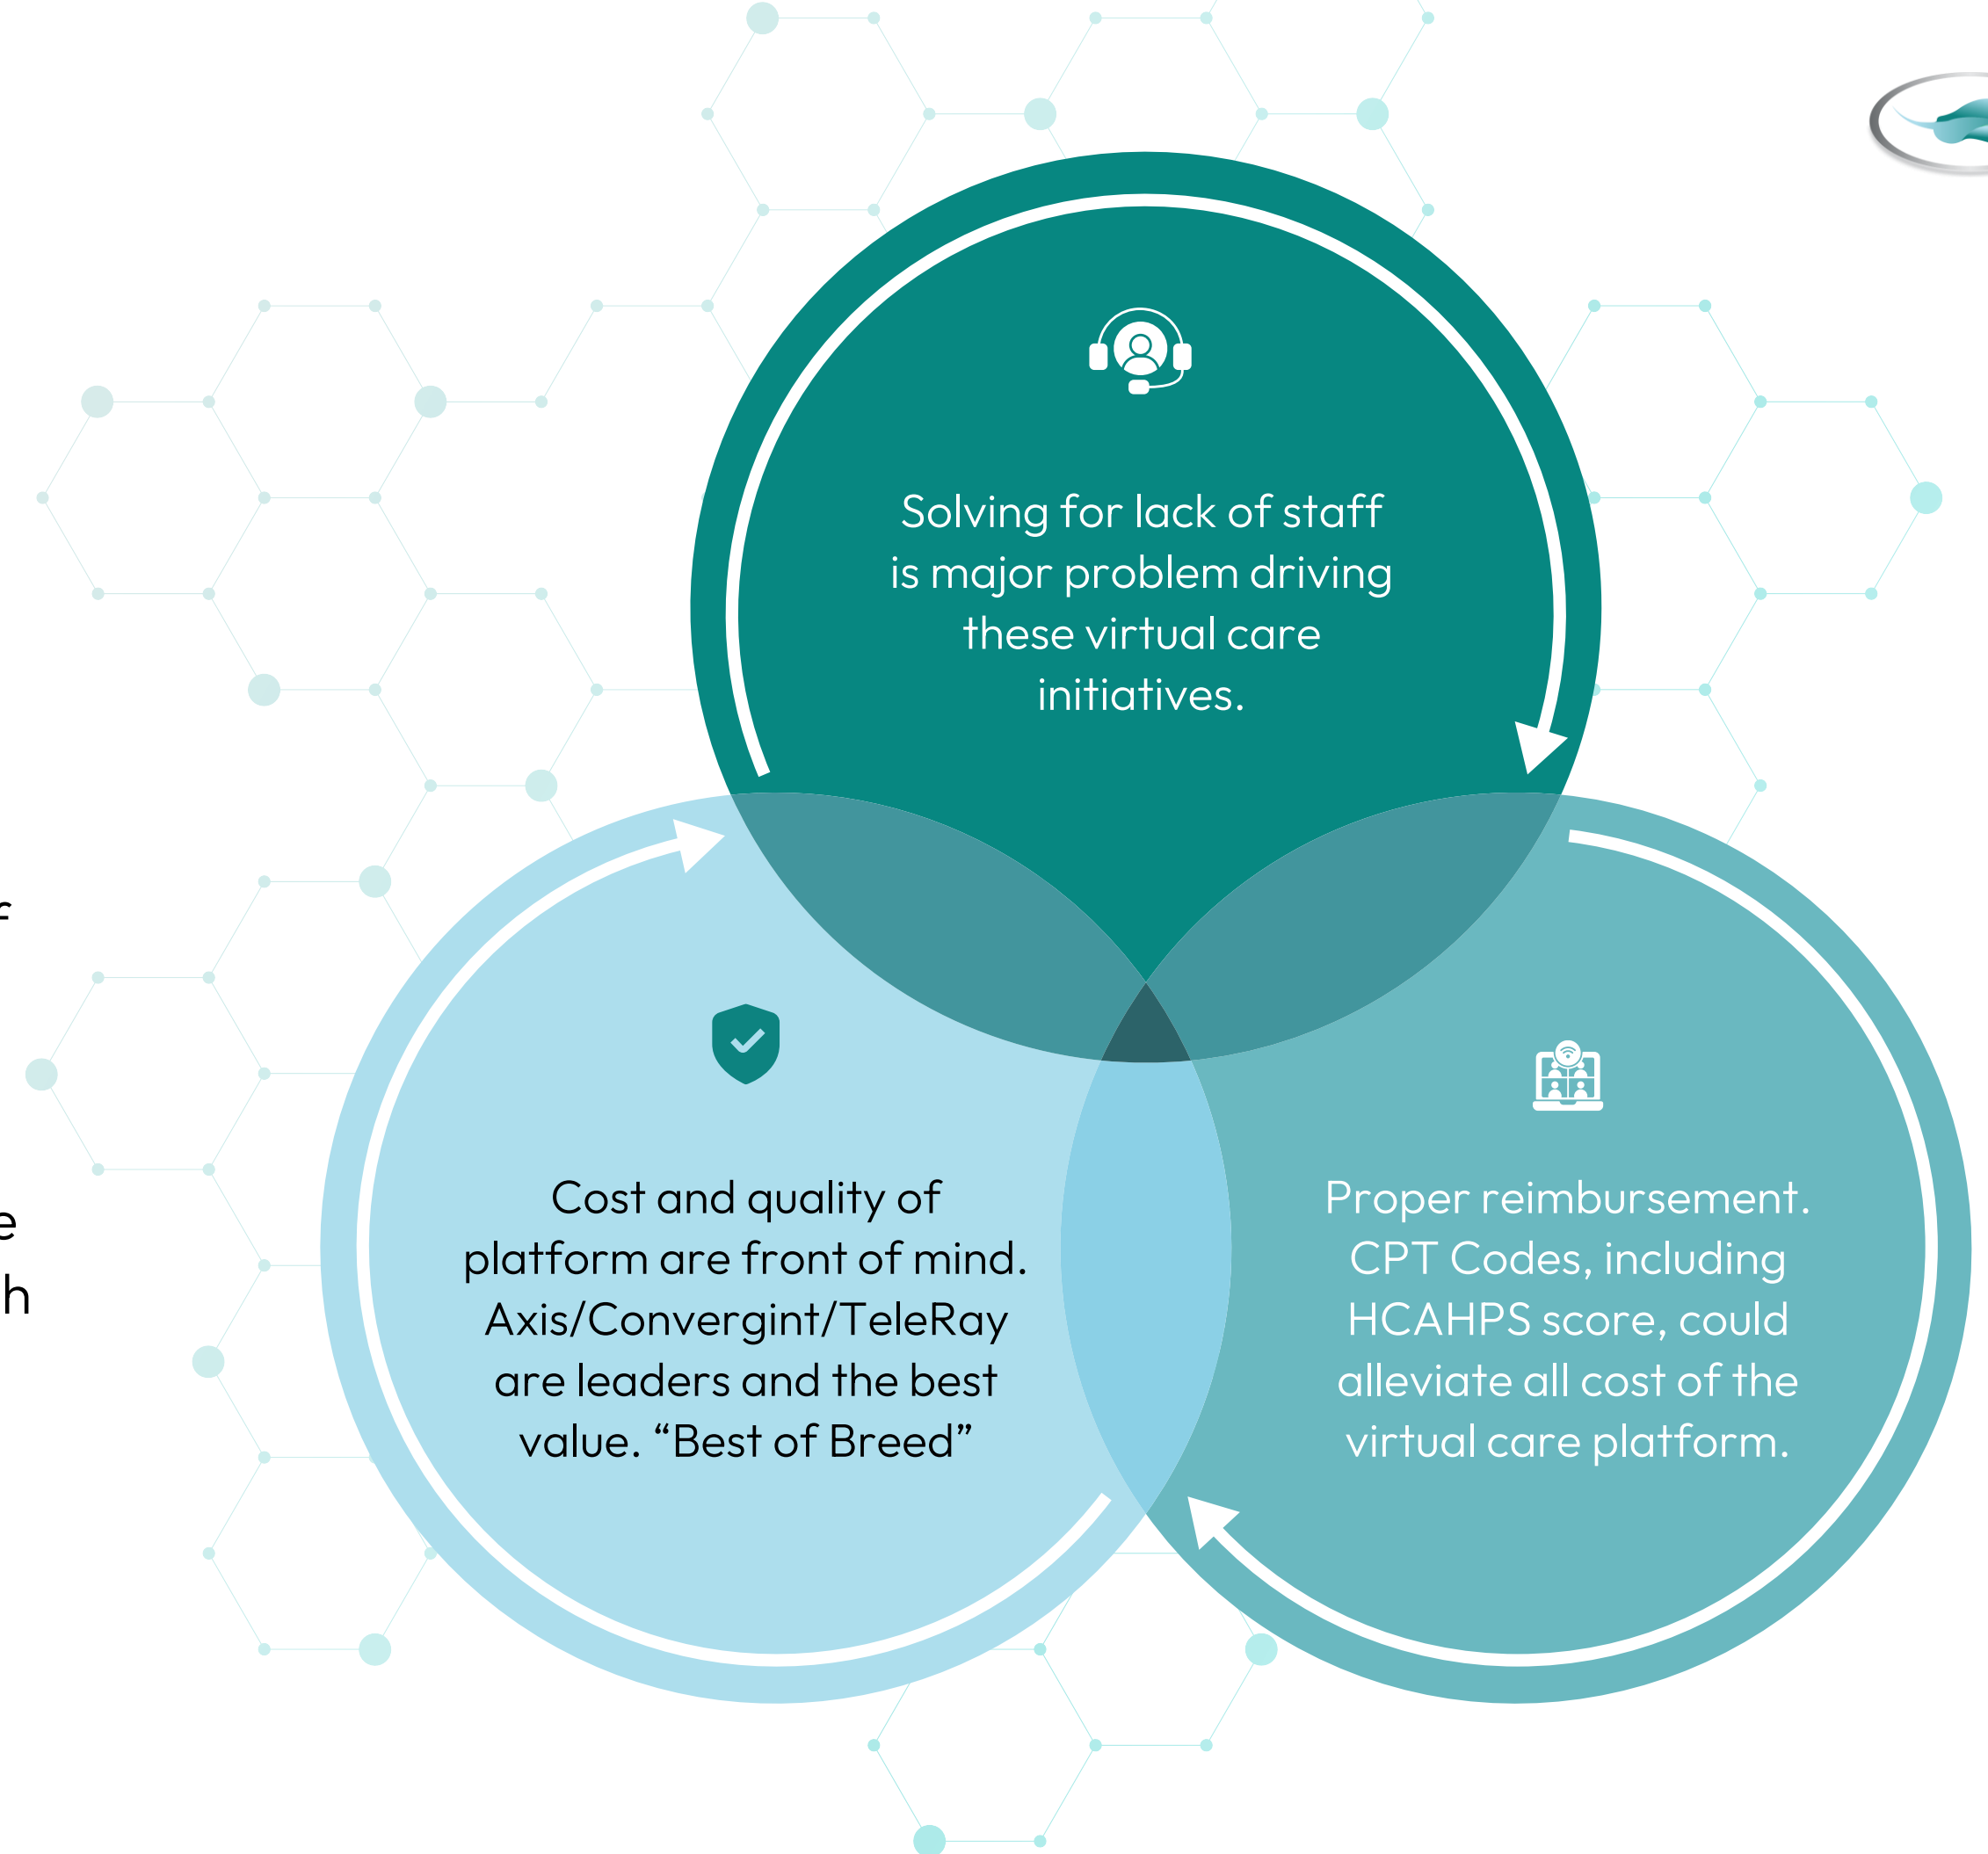 Solving for lack of staff
is major problem driving
these virtual care
initiatives.
Cost and quality of
platform are front of mind.
Axis/Convergint/TeleRay
are leaders and the best
value. “Best of Breed”
Proper reimbursement.
CPT Codes, including
HCAHPS score, could
alleviate all cost of the
virtual care platform.